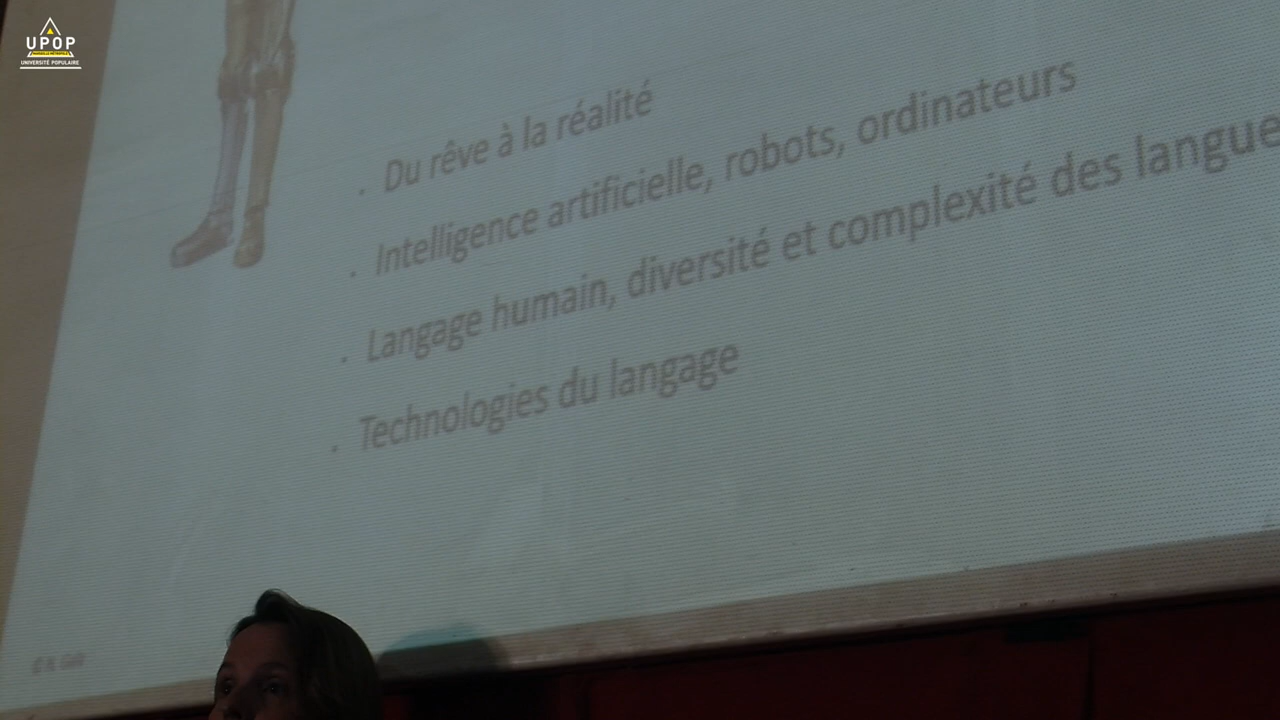 UPOP
UNIVERSITÉ POPULAIRE
. Du rêve à la réalité
. Intelligence artificielle, robots, ordinateurs
. Langage humain, diversité et complexité des langue
. Technologies du langage